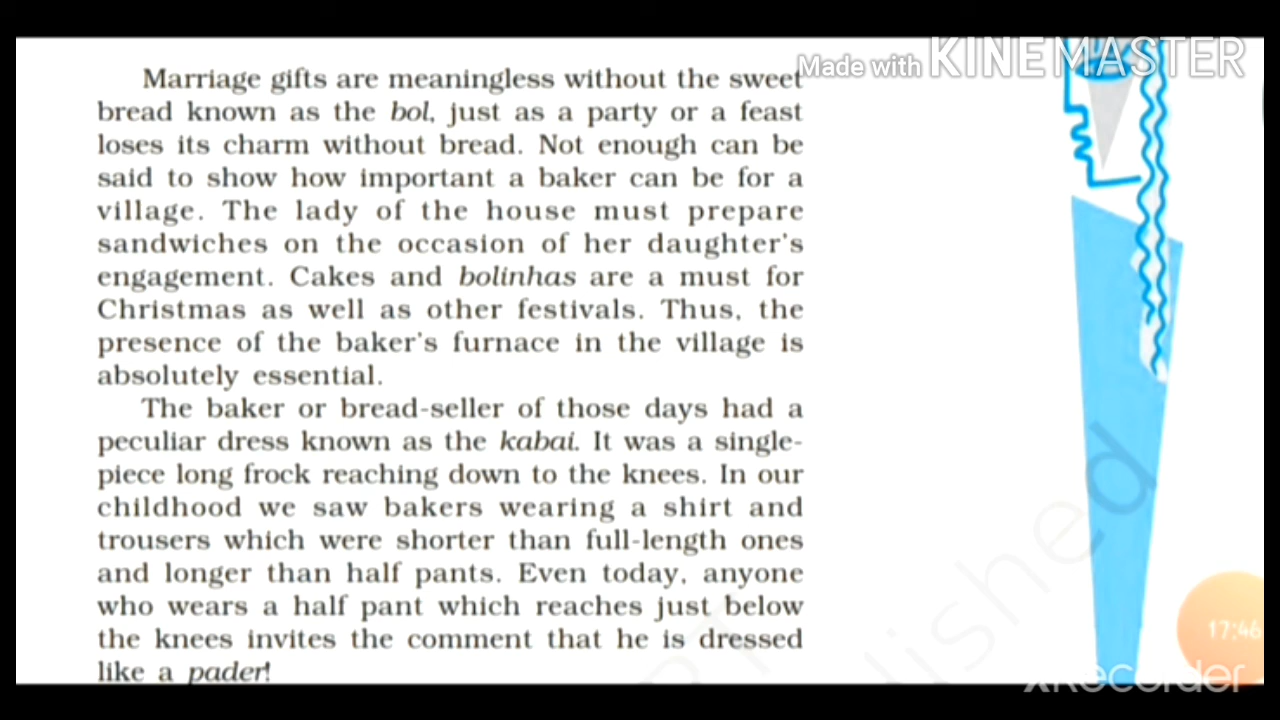 Made with KINEMASTER
Marriage gifts are meaningless without the sweet
bread known as the bol, just as a party or a feast
loses its charm without bread. Not enough can be
said to show how important a baker can be for a
village. The lady of the house must prepare
sandwiches on the occasion of her daughter's
engagement. Cakes and bolinhas are a must for
Christmas as well as other festivals. Thus, the
presence of the baker's furnace in the village is
absolutely essential.
The baker or bread-seller of those days had a
peculiar dress known as the kabai. It was a single-
piece long frock reaching down to the knees. In our
childhood we saw bakers wearing a shirt and
trousers which were shorter than full-length ones
and longer than half pants. Even today, anyone
who wears a half pant which reaches just below
the knees invites the comment that he is dressed
like a pader!
17:46
XRecorder